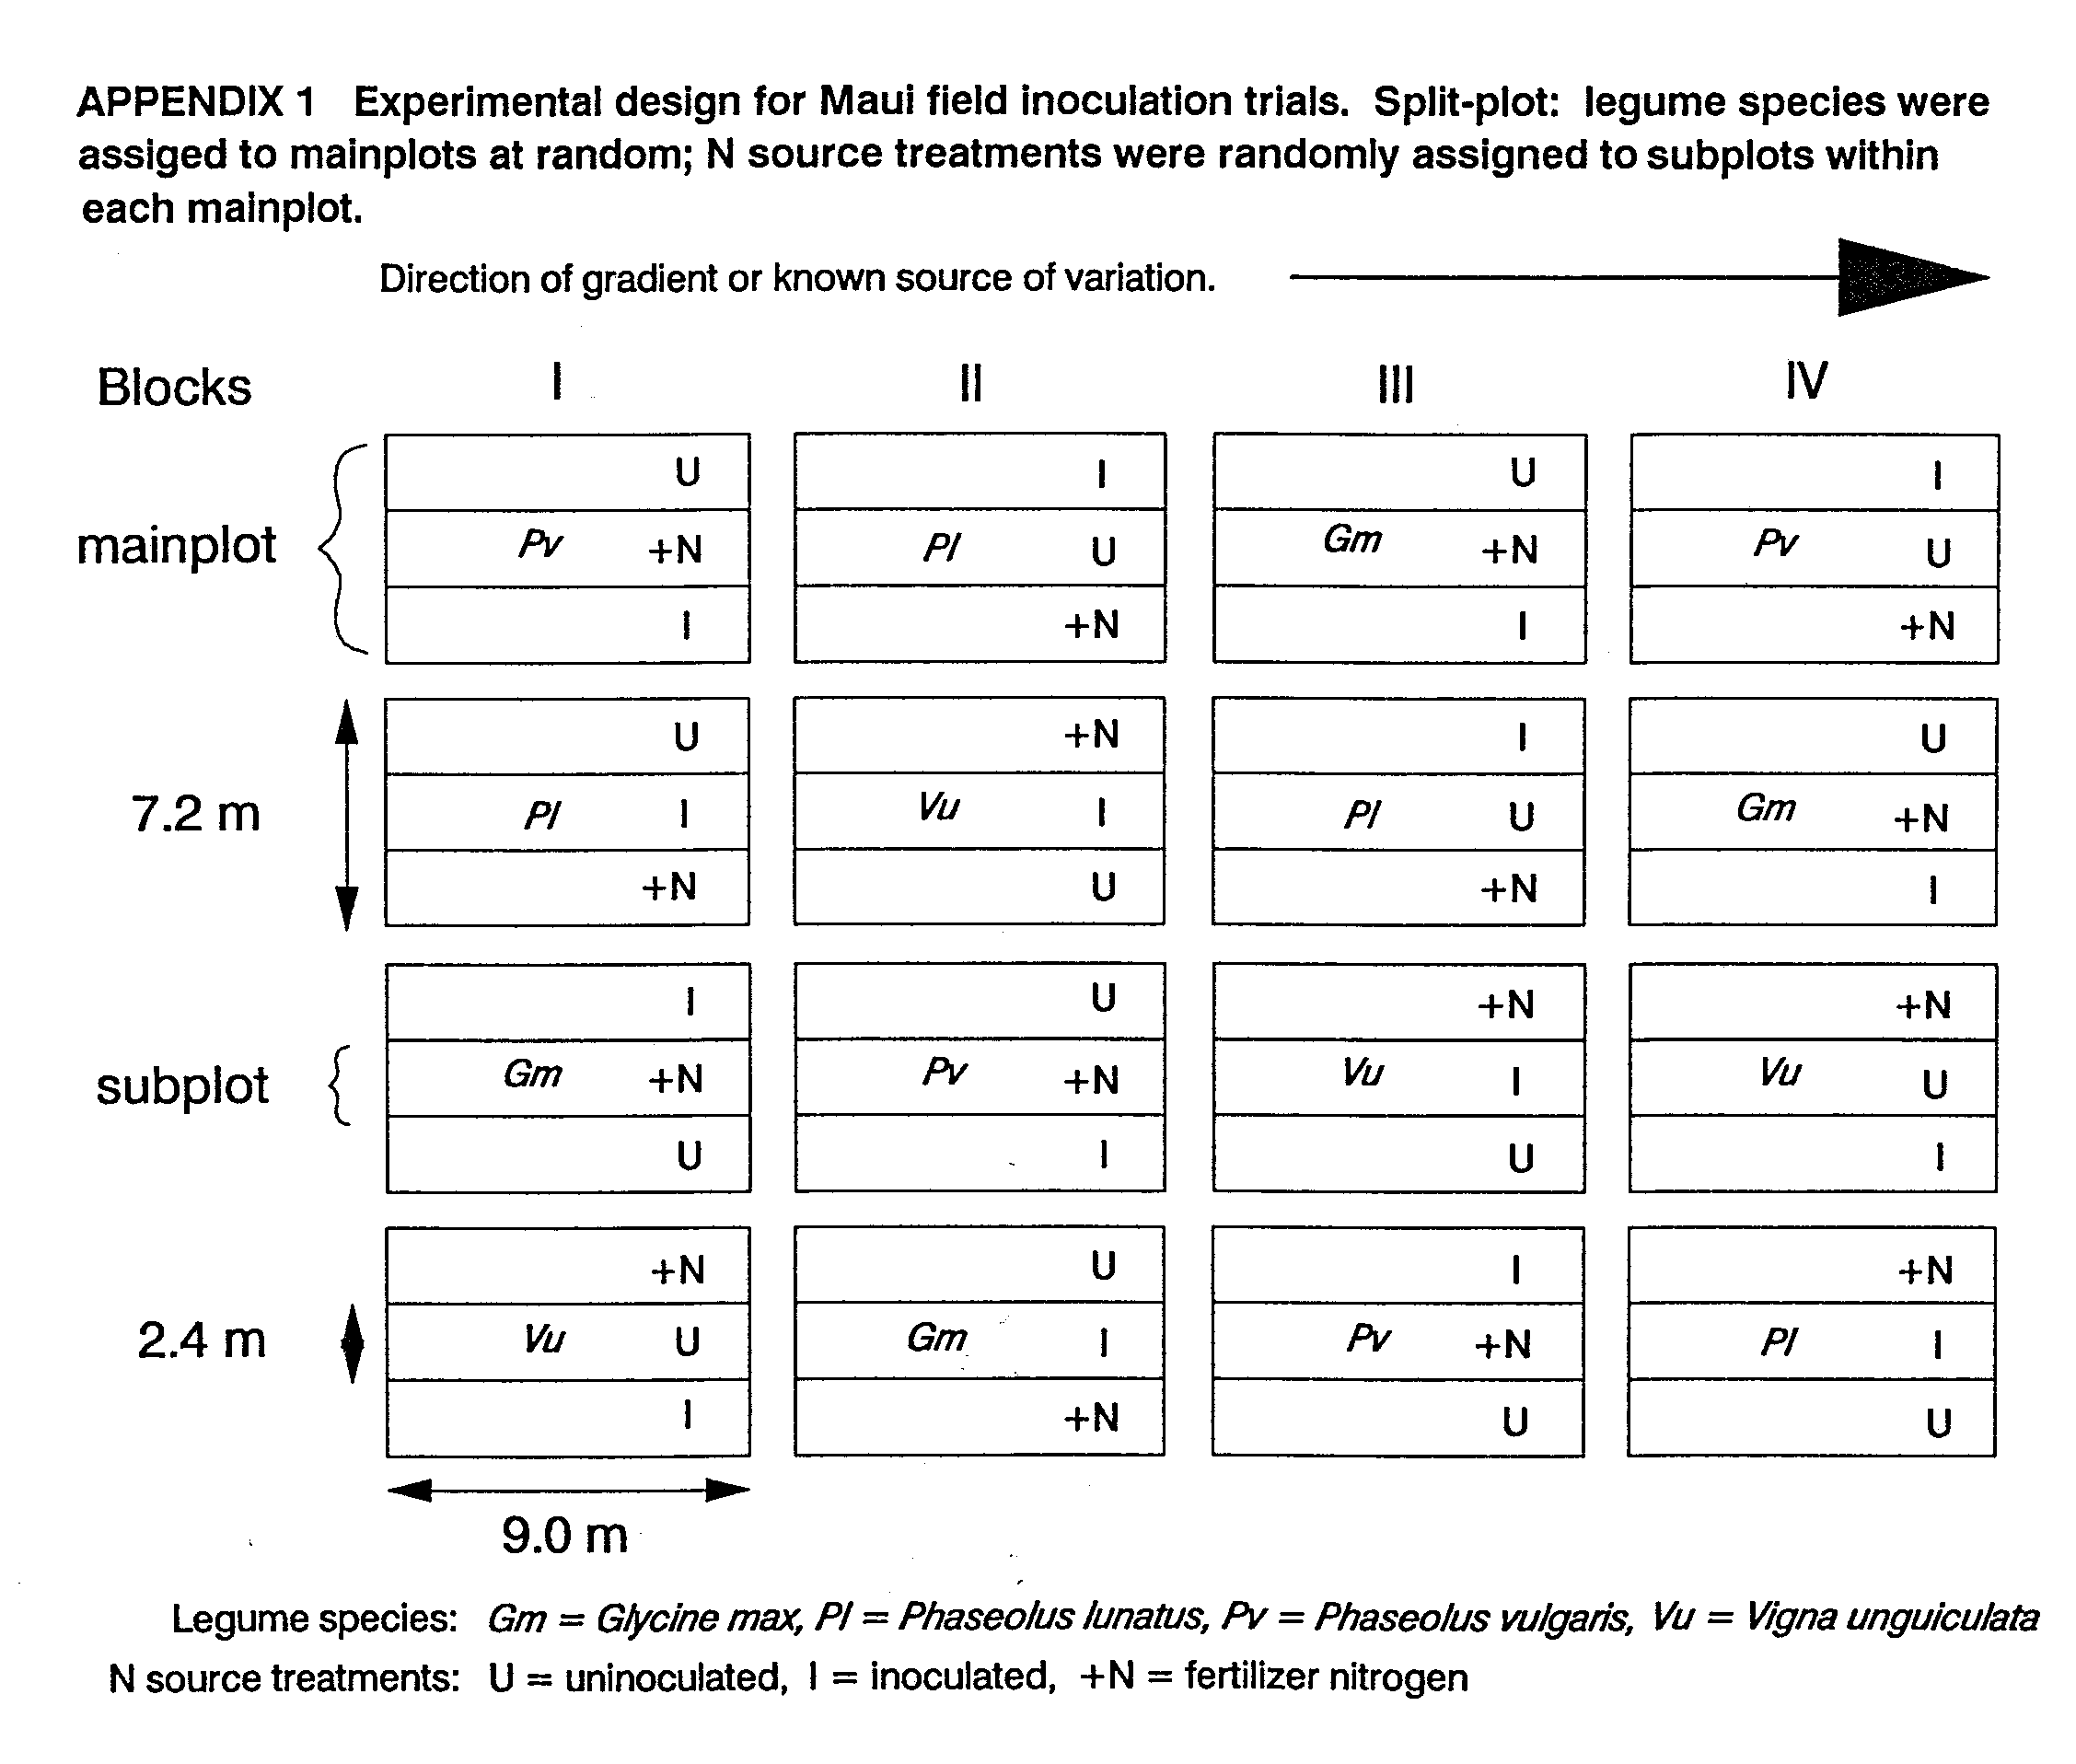 APPENDIX 1 Experimental design for Maui field inoculation trials. Split-plot: legume species were
assiged to mainplots at random; N source treatments were randomly assigned to subplots within
each mainplot.
Direction of gradient or known source of variation.
Blocks I II III IV
U I U I
mainplot Pv +N Pl U Gm +N Pv U
I +N I +N
U +N I U
7.2 m Pl I Vu I Pl U Gm +N
+N U +N I
I U +N +N
subplot Gm +N Pv +N Vu I Vu U
U I U I
+N U I +N
2.4 m Vu U Gm I Pv +N Pl I
I +N U U
9.0 m
Legume species: Gm = Glycine max, Pl = Phaseolus lunatus, Pv = Phaseolus vulgaris, Vu = Vigna unguiculata
N source treatments: U = uninoculated, I = inoculated, +N = fertilizer nitrogen